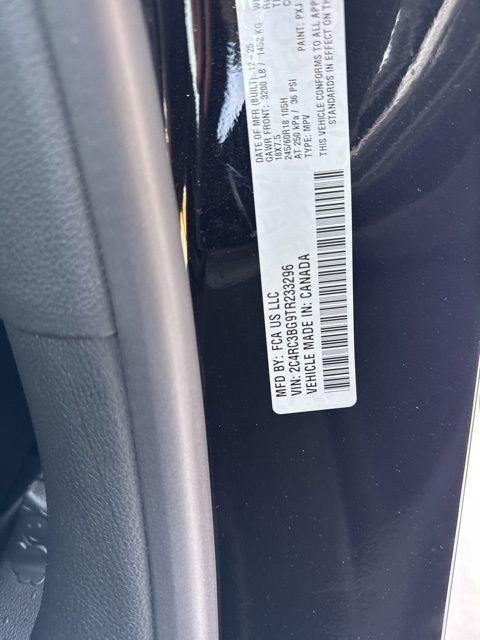 MFD BY: FCA US LLC
VIN: 2C4RC3BG9TR233296
VEHICLE MADE IN: CANADA
DATE OF MFR (BUILT): 12-25
GAWR FRONT: 3200 LB / 1452 KG
18X7.5
245/60R18 105H
AT 250 kPa / 36 PSI
TYPE: MPV
PAINT: PXJ
THIS VEHICLE CONFORMS TO ALL APP
STANDARDS IN EFFECT ON